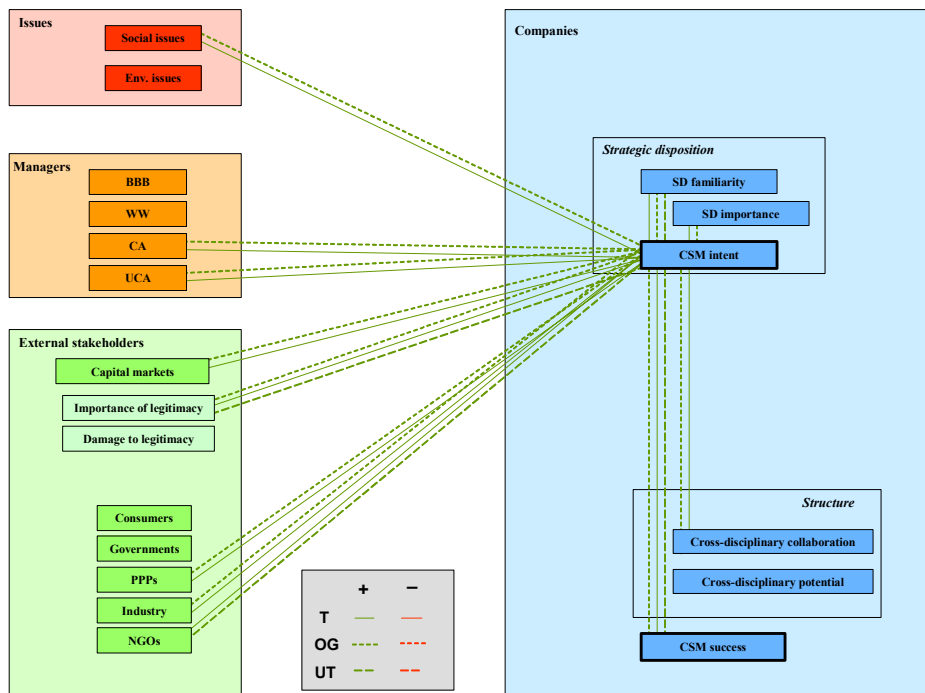 Issues
Social issues
Env. issues
Managers
BBB
WW
CA
UCA
External stakeholders
Capital markets
Importance of legitimacy
Damage to legitimacy
Consumers
Governments
PPPs
Industry
NGOs
+ −
T
OG
UT
Companies
Strategic disposition
SD familiarity
SD importance
CSM intent
Structure
Cross-disciplinary collaboration
Cross-disciplinary potential
CSM success